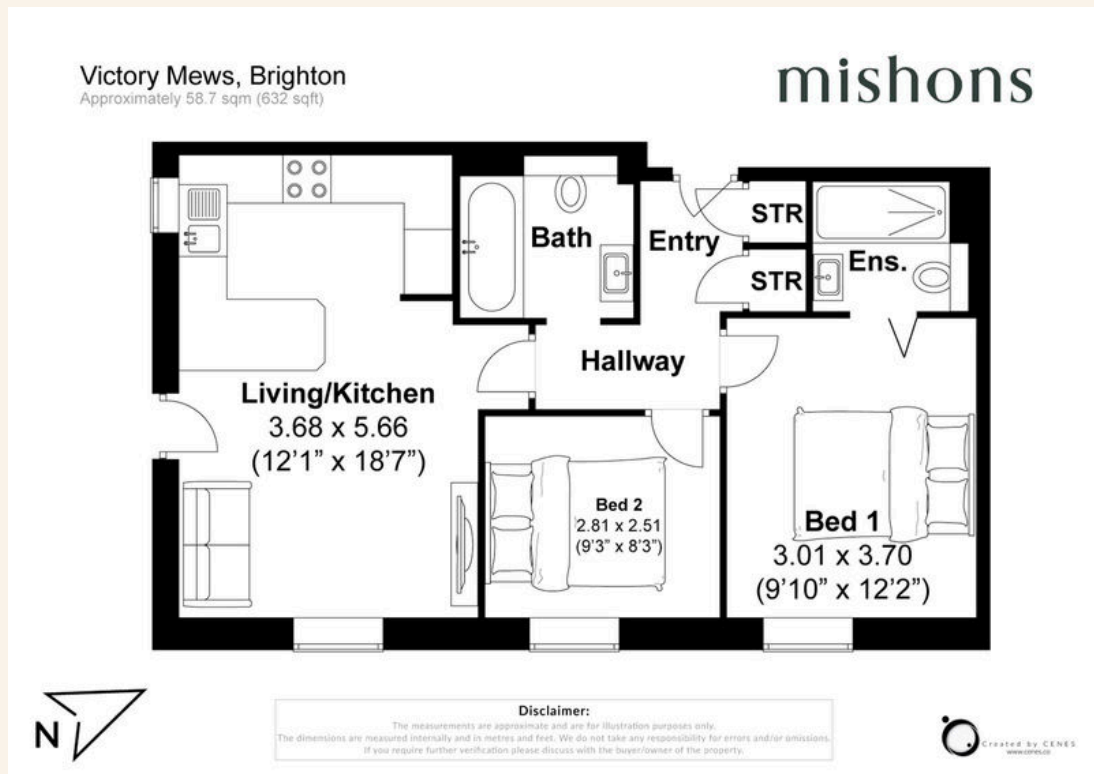 Victory Mews, Brighton
Approximately 58.7 sqm (632 sqft)
mishons
Bath
Entry
STR
STR
Ens.
Hallway
Living/Kitchen
3.68 x 5.66
(12’1” x 18’7”)
Bed 2
2.81 x 2.51
(9’3” x 8’3”)
Bed 1
3.01 x 3.70
(9’10” x 12’2”)
N
Disclaimer:
The measurements are approximate and are for illustration purposes only.
The dimensions are measured internally and in metres and feet. We do not take any responsibility for errors and/or omissions.
If you require further verification please discuss with the buyer/owner of the property.
Created by CENES
www.cenes.co